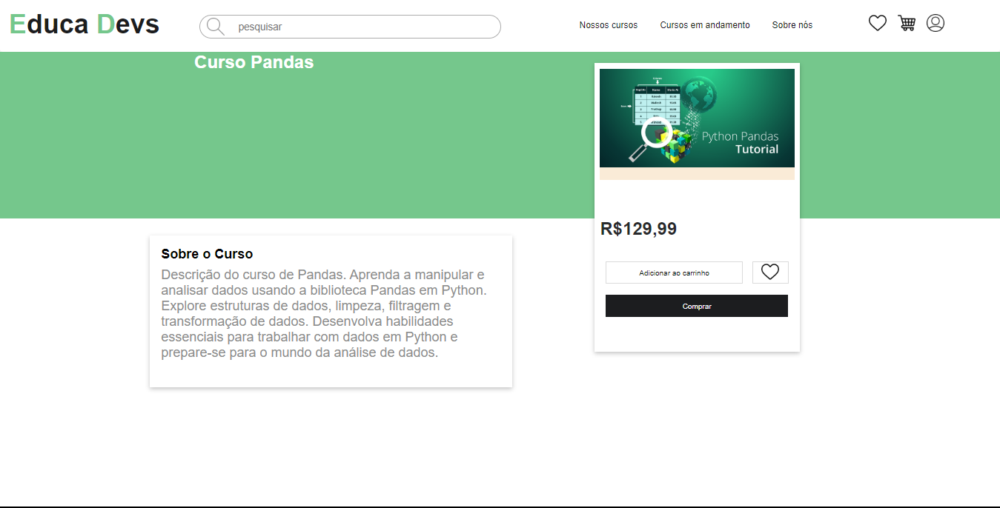 Educa Devs
pesquisar
Nossos cursos
Cursos em andamento
Sobre nós
Curso Pandas
Python Pandas
Tutorial
R$129,99
Adicionar ao carrinho
Comprar
Sobre o Curso
Descrição do curso de Pandas. Aprenda a manipular e
analisar dados usando a biblioteca Pandas em Python.
Explore estruturas de dados, limpeza, filtragem e
transformação de dados. Desenvolva habilidades
essenciais para trabalhar com dados em Python e
prepare-se para o mundo da análise de dados.